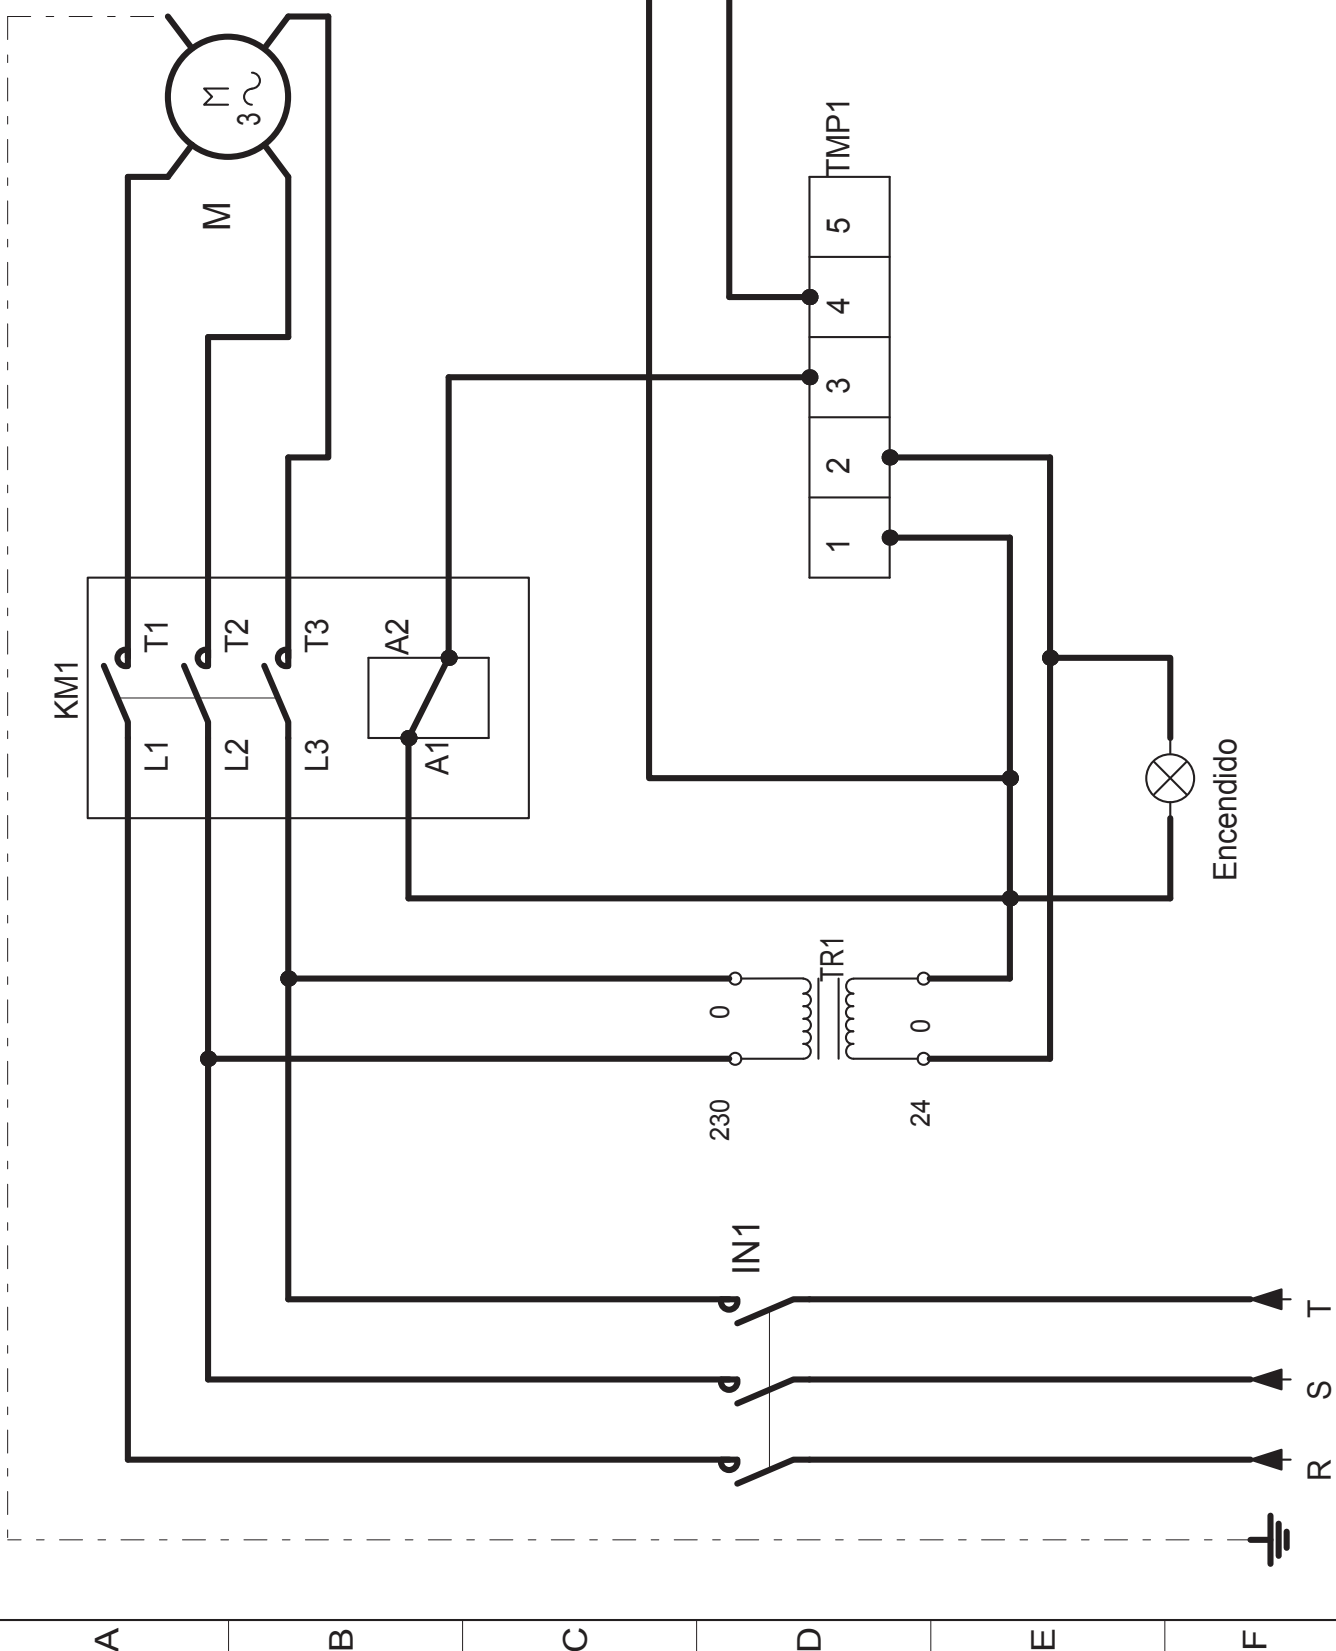 M
3
M
TMP1
1 2 3 4 5
KM1
L1 T1
L2 T2
L3 T3
A1 A2
Encendido
TR1
230 0
24 0
IN1
R S T
A
B
C
D
E
F